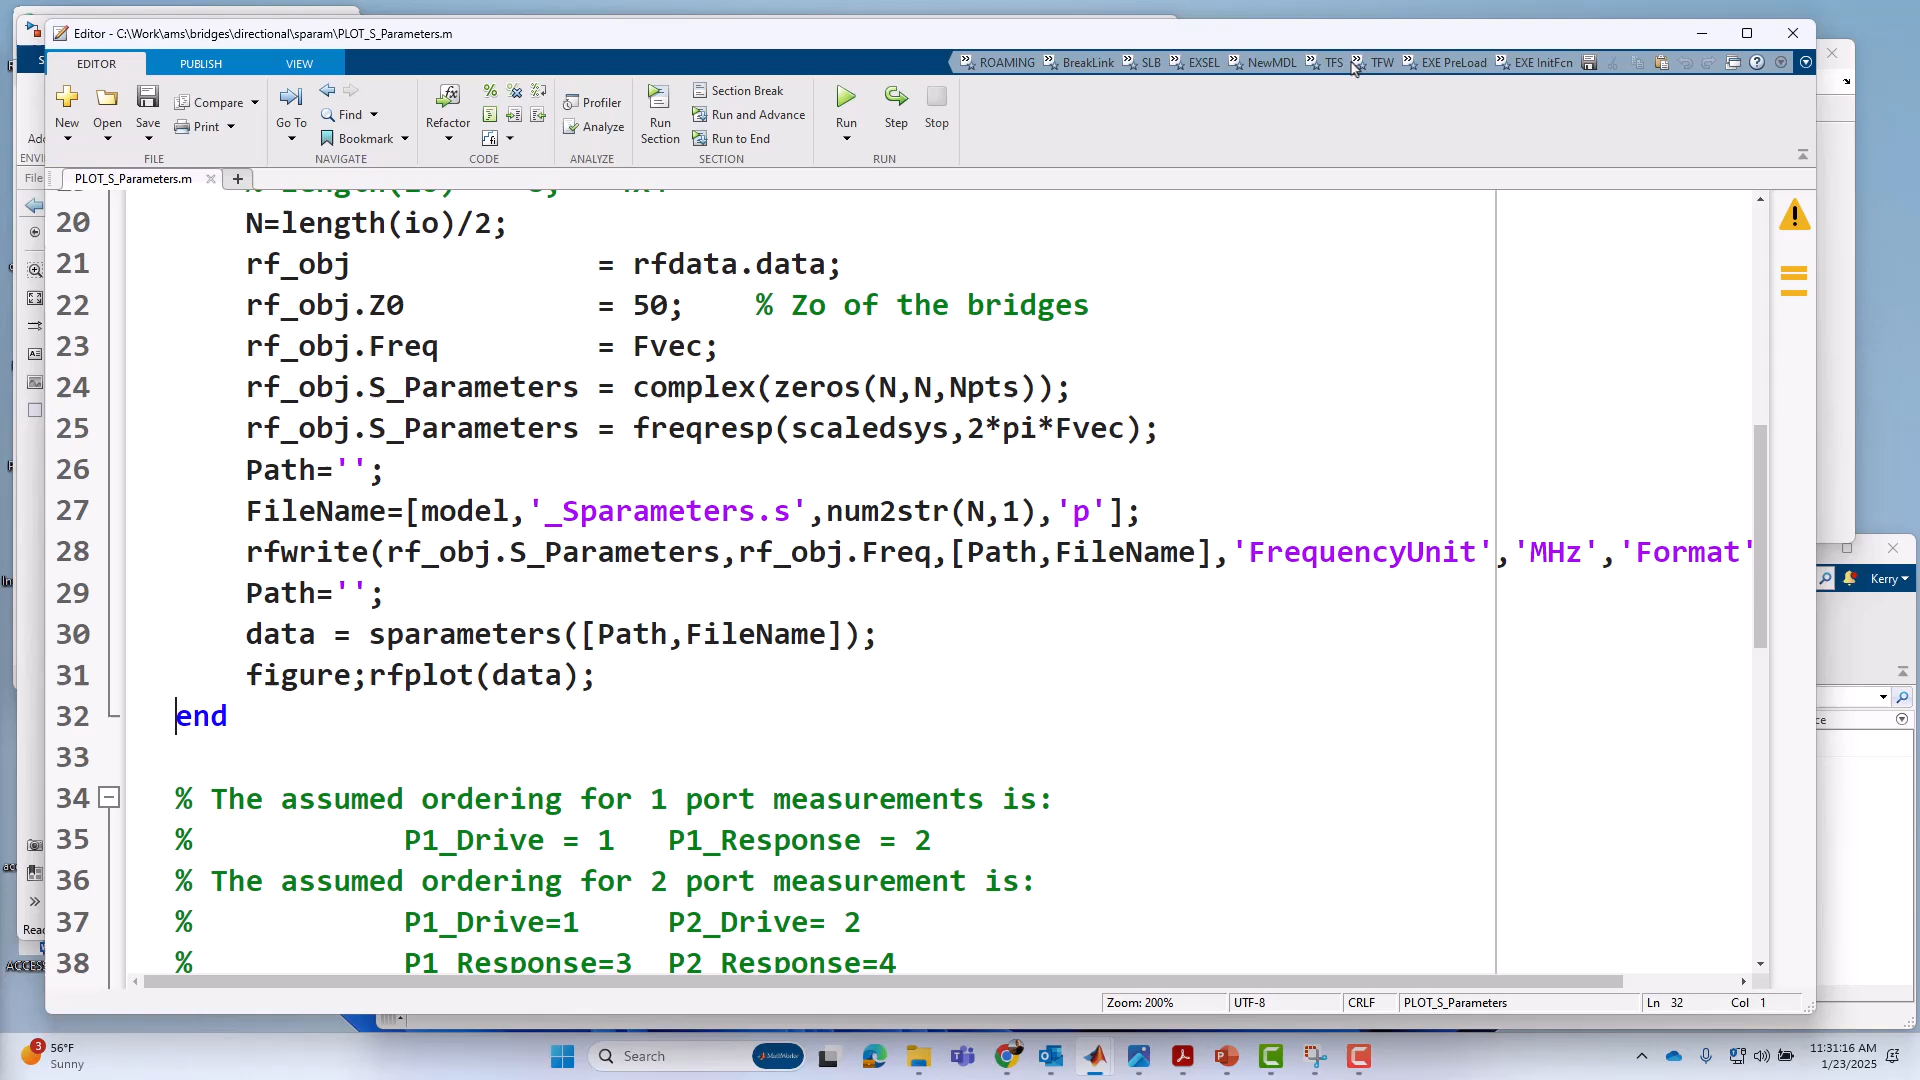 Editor - C:\Work\ams\bridges\directional\sparam\PLOT_S_Parameters.m
EDITOR PUBLISH VIEW
ROAMING BreakLink SLB EXSEL NewMDL TFS TFW EXE PreLoad EXE InitFcn
New Open Save Compare Print
Go To Find Bookmark
Refactor
Profiler Analyze
Run Section Section Break Run and Advance Run to End
Run Step Stop
FILE NAVIGATE CODE ANALYZE SECTION RUN
File
PLOT_S_Parameters.m
20 N=length(io)/2;
21 rf_obj = rfdata.data;
22 rf_obj.Z0 = 50; % Zo of the bridges
23 rf_obj.Freq = Fvec;
24 rf_obj.S_Parameters = complex(zeros(N,N,Npts));
25 rf_obj.S_Parameters = freqresp(scaledsys,2*pi*Fvec);
26 Path='';
27 FileName=[model,'_Sparameters.s',num2str(N,1),'p'];
28 rfwrite(rf_obj.S_Parameters,rf_obj.Freq,[Path,FileName],'FrequencyUnit','MHz','Format'
29 Path='';
30 data = sparameters([Path,FileName]);
31 figure;rfplot(data);
32 end
33
34 % The assumed ordering for 1 port measurements is:
35 % P1_Drive = 1 P1_Response = 2
36 % The assumed ordering for 2 port measurement is:
37 % P1_Drive=1 P2_Drive= 2
38 % P1_Response=3 P2_Response=4
Kerry
Zoom: 200% UTF-8 CRLF PLOT_S_Parameters Ln 32 Col 1
3
56°F
Sunny
Search
MathWorks
11:31:16 AM
1/23/2025